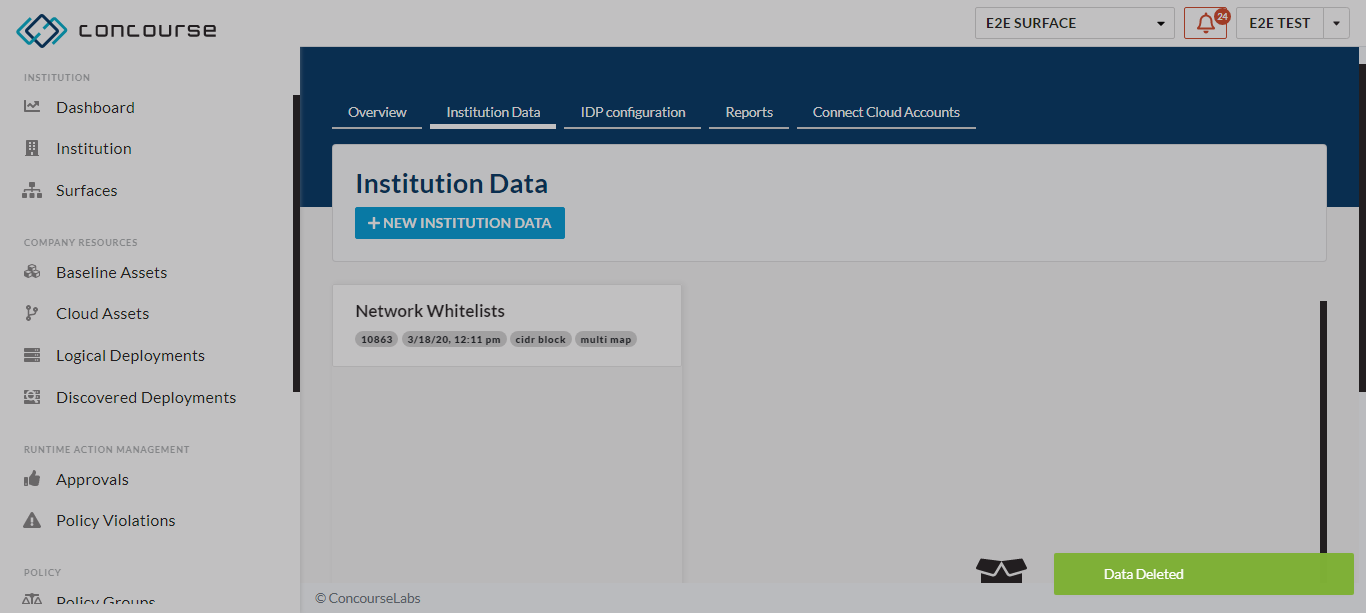 concourse
E2E SURFACE
24
E2E TEST
INSTITUTION
Dashboard
Institution
Surfaces
COMPANY RESOURCES
Baseline Assets
Cloud Assets
Logical Deployments
Discovered Deployments
RUNTIME ACTION MANAGEMENT
Approvals
Policy Violations
POLICY
Policy Groups
Overview Institution Data IDP configuration Reports Connect Cloud Accounts
Institution Data
+ NEW INSTITUTION DATA
Network Whitelists
10863 3/18/20, 12:11 pm cidr block multi map
Data Deleted
© ConcourseLabs